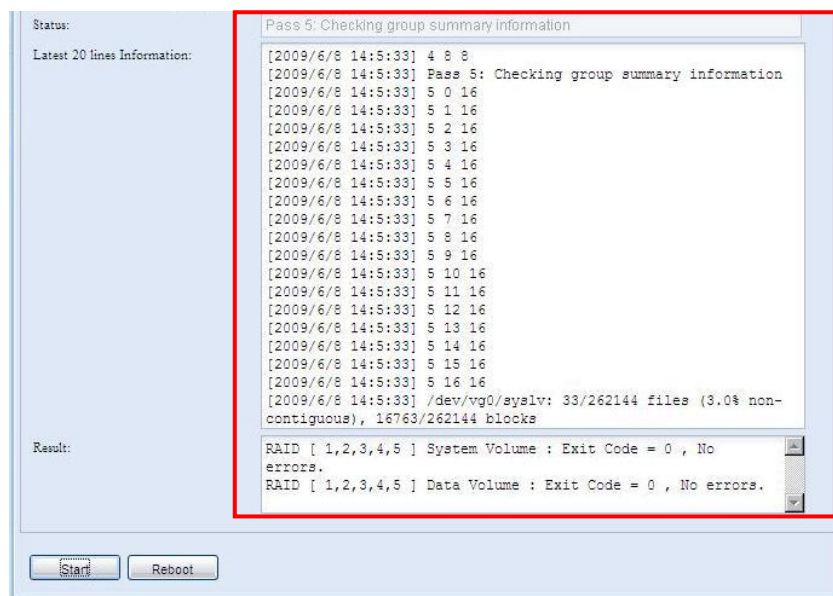 Status:
Pass 5: Checking group summary information
Latest 20 lines Information:
[2009/6/8 14:5:33] 4 8 8
[2009/6/8 14:5:33] Pass 5: Checking group summary information
[2009/6/8 14:5:33] 5 0 16
[2009/6/8 14:5:33] 5 1 16
[2009/6/8 14:5:33] 5 2 16
[2009/6/8 14:5:33] 5 3 16
[2009/6/8 14:5:33] 5 4 16
[2009/6/8 14:5:33] 5 5 16
[2009/6/8 14:5:33] 5 6 16
[2009/6/8 14:5:33] 5 7 16
[2009/6/8 14:5:33] 5 8 16
[2009/6/8 14:5:33] 5 9 16
[2009/6/8 14:5:33] 5 10 16
[2009/6/8 14:5:33] 5 11 16
[2009/6/8 14:5:33] 5 12 16
[2009/6/8 14:5:33] 5 13 16
[2009/6/8 14:5:33] 5 14 16
[2009/6/8 14:5:33] 5 15 16
[2009/6/8 14:5:33] 5 16 16
[2009/6/8 14:5:33] /dev/vg0/syslv: 33/262144 files (3.0% non-
contiguous), 16763/262144 blocks
Result:
RAID [ 1,2,3,4,5 ] System Volume : Exit Code = 0 , No
errors.
RAID [ 1,2,3,4,5 ] Data Volume : Exit Code = 0 , No errors.
Start
Reboot